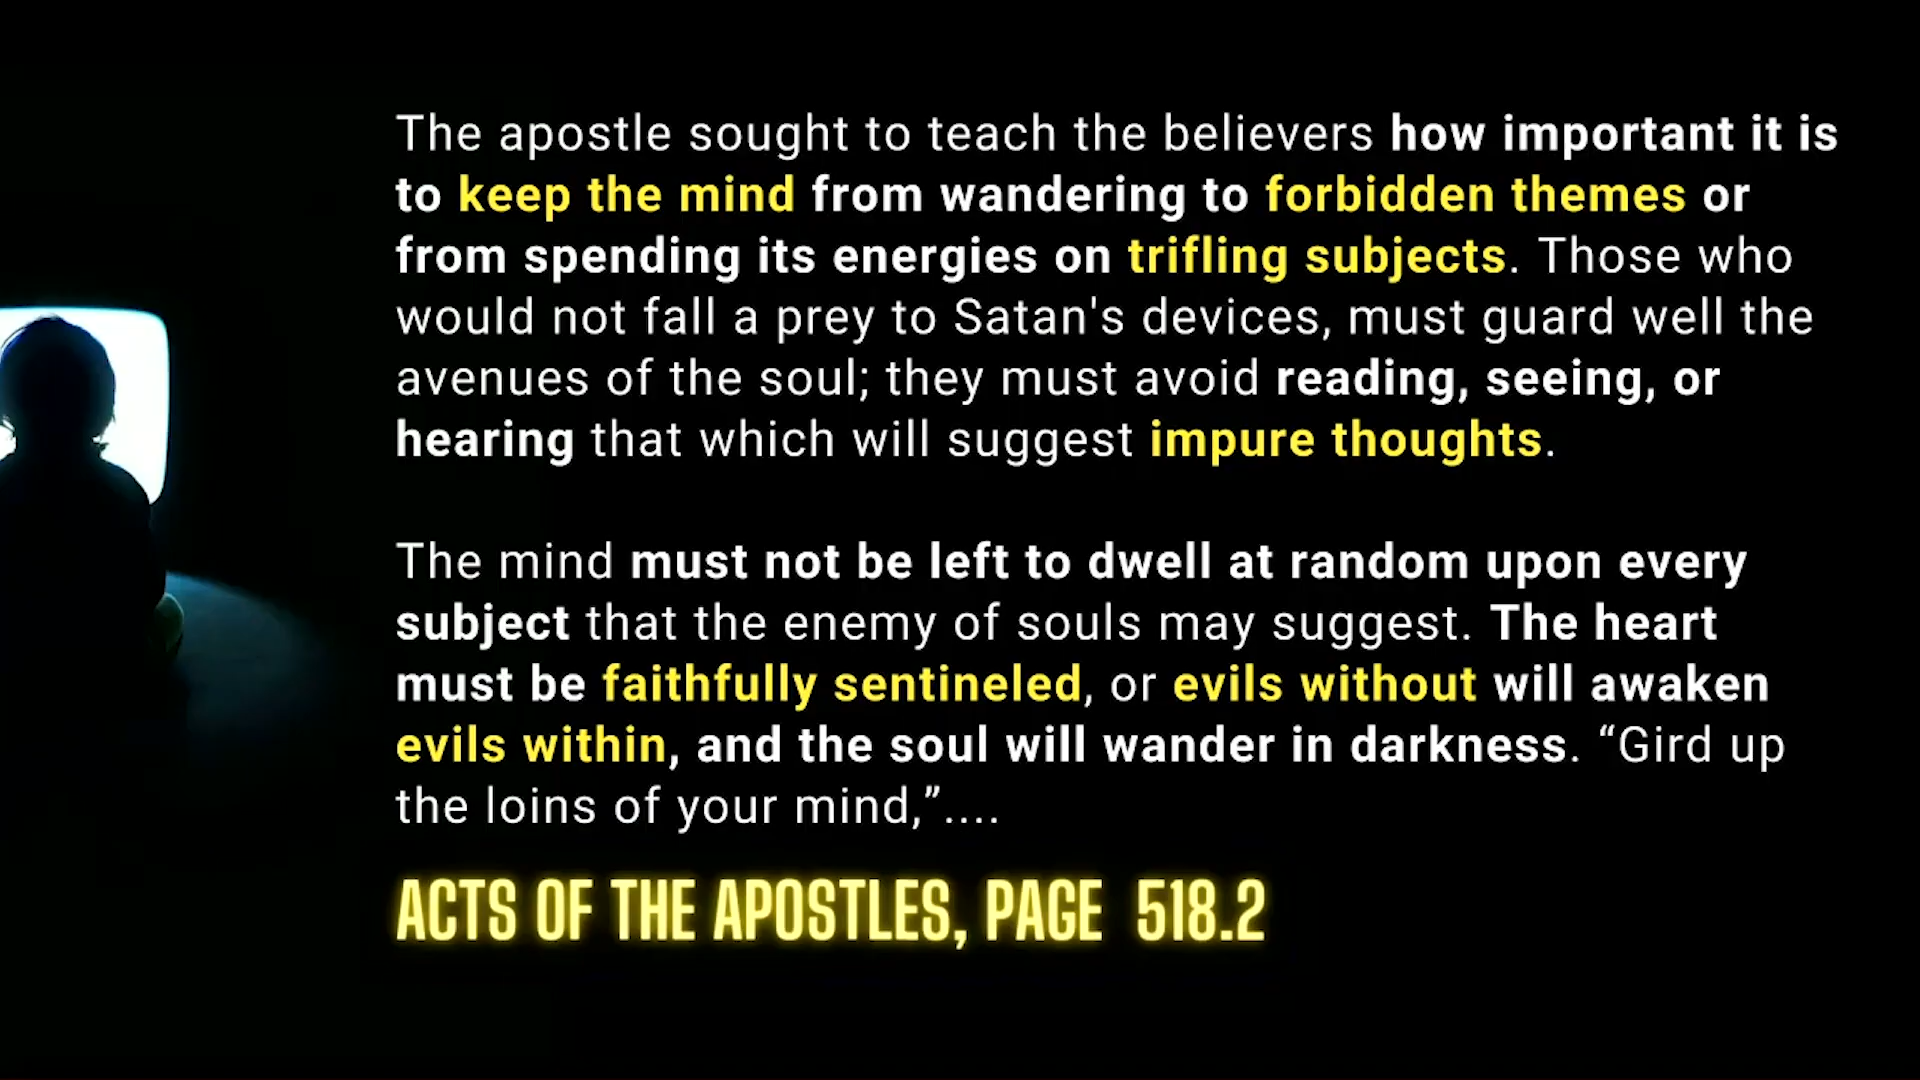 The apostle sought to teach the believers how important it is
to keep the mind from wandering to forbidden themes or
from spending its energies on trifling subjects. Those who
would not fall a prey to Satan's devices, must guard well the
avenues of the soul; they must avoid reading, seeing, or
hearing that which will suggest impure thoughts.
The mind must not be left to dwell at random upon every
subject that the enemy of souls may suggest. The heart
must be faithfully sentineled, or evils without will awaken
evils within, and the soul will wander in darkness. “Gird up
the loins of your mind,”....
ACTS OF THE APOSTLES, PAGE 518.2